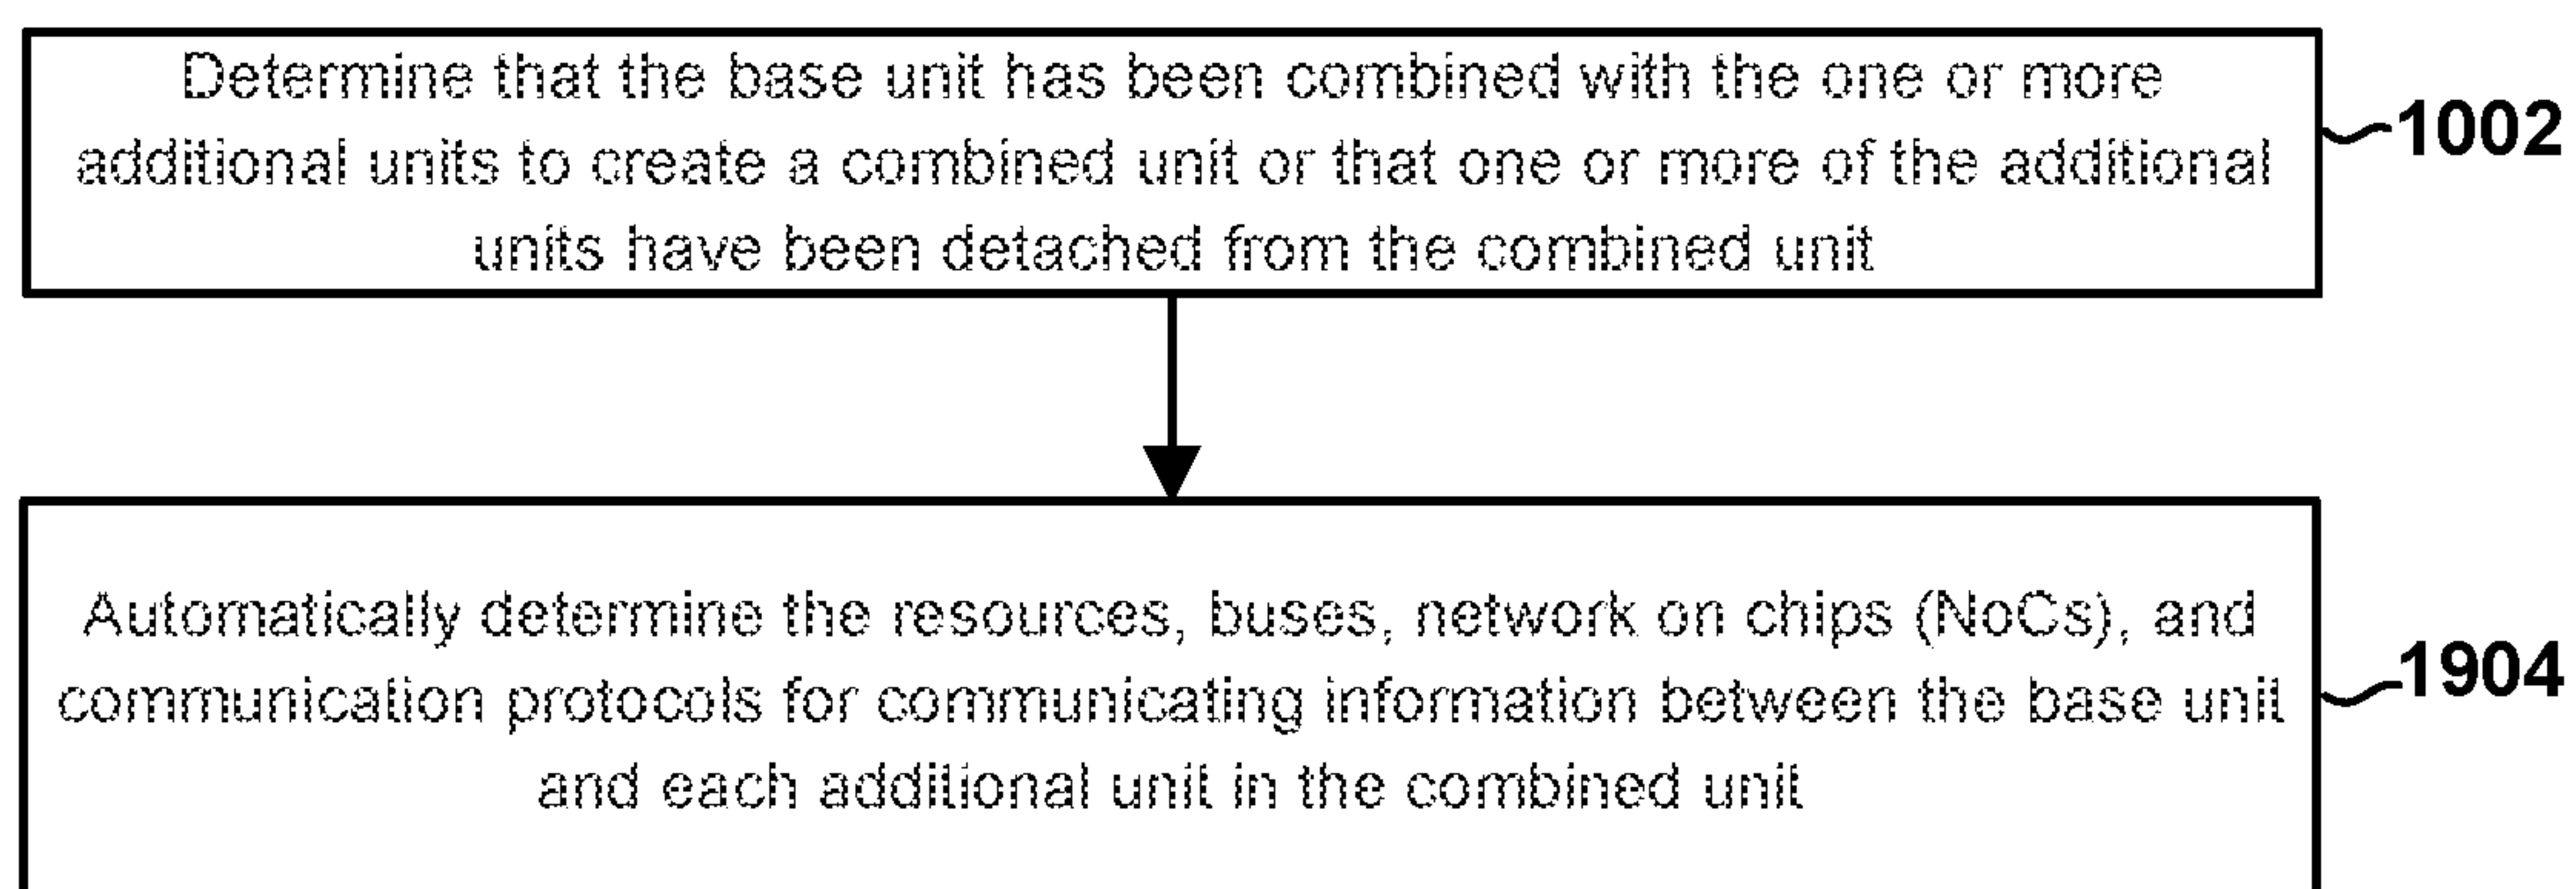 Determine that the base unit has been combined with the one or more
additional units to create a combined unit or that one or more of the additional
units have been detached from the combined unit
1002
Automatically determine the resources, buses, network on chips (NoCs), and
communication protocols for communicating information between the base unit
and each additional unit in the combined unit
1904